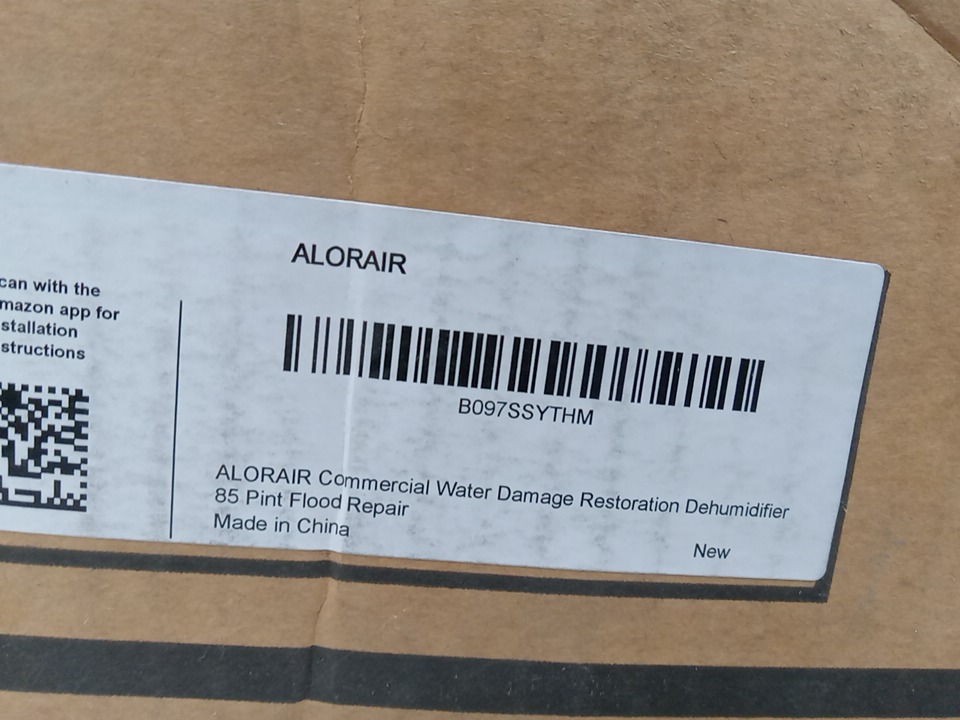 ALORAIR
can with the
mazon app for
stallation
structions
B097SSYTHM
ALORAIR Commercial Water Damage Restoration Dehumidifier
85 Pint Flood Repair
Made in China
New